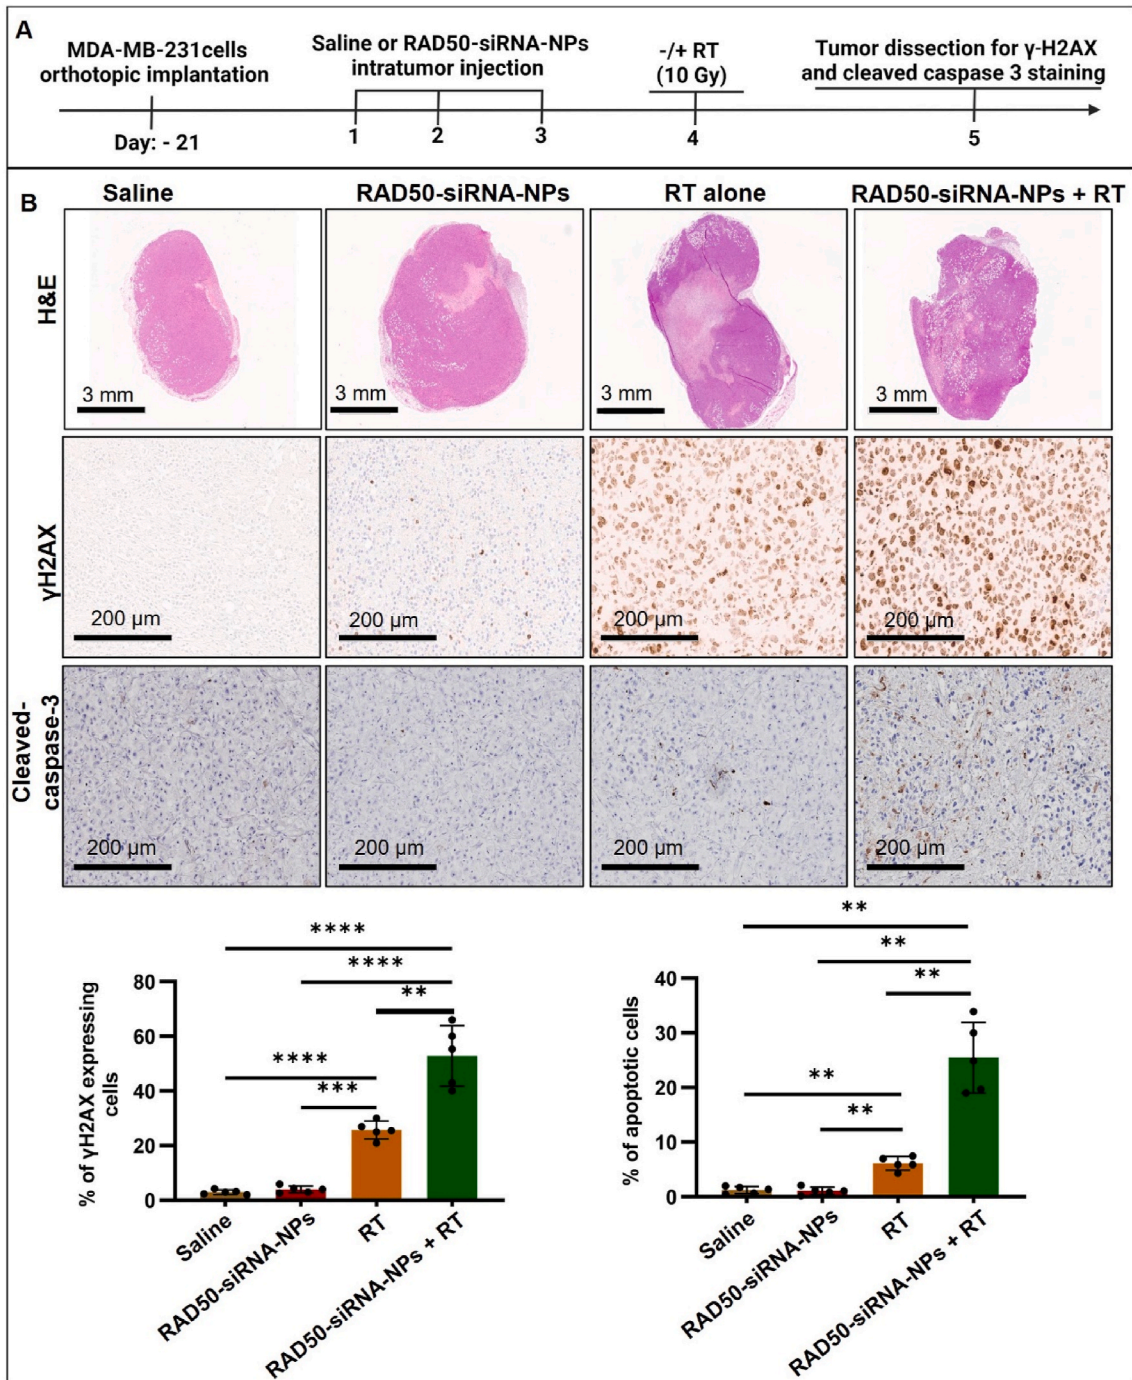 A
MDA-MB-231cells
orthotopic implantation
Saline or RAD50-siRNA-NPs
intratumor injection
-/+ RT
(10 Gy)
Tumor dissection for γ-H2AX
and cleaved caspase 3 staining
Day: - 21
1
2
3
4
5
B
Saline
RAD50-siRNA-NPs
RT alone
RAD50-siRNA-NPs + RT
H&E
3 mm
3 mm
3 mm
3 mm
γH2AX
200 µm
200 µm
200 µm
200 µm
Cleaved-
caspase-3
200 µm
200 µm
200 µm
200 µm
% of γH2AX expressing
cells
80
60
40
20
0
****
****
**
****
***
Saline
RAD50-siRNA-NPs
RT
RAD50-siRNA-NPs + RT
% of apoptotic cells
40
30
20
10
0
**
**
**
**
**
Saline
RAD50-siRNA-NPs
RT
RAD50-siRNA-NPs + RT